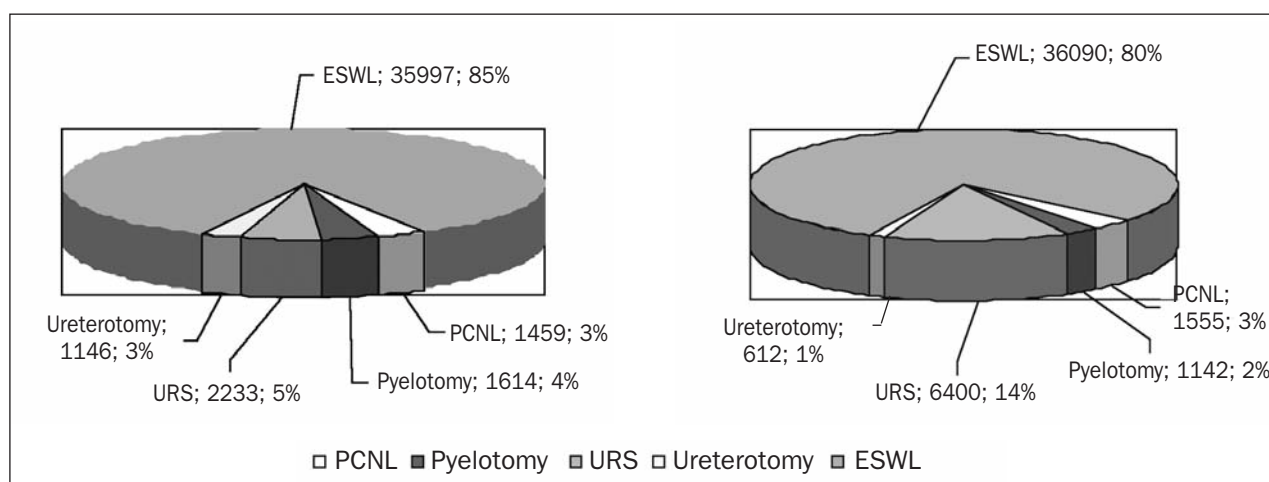 ESWL; 35997; 85%
Ureterotomy;
1146; 3%
URS; 2233; 5%
Pyelotomy; 1614; 4%
PCNL; 1459; 3%
ESWL; 36090; 80%
Ureterotomy;
612; 1%
URS; 6400; 14%
Pyelotomy; 1142; 2%
PCNL;
1555; 3%
PCNL Pyelotomy URS Ureterotomy ESWL